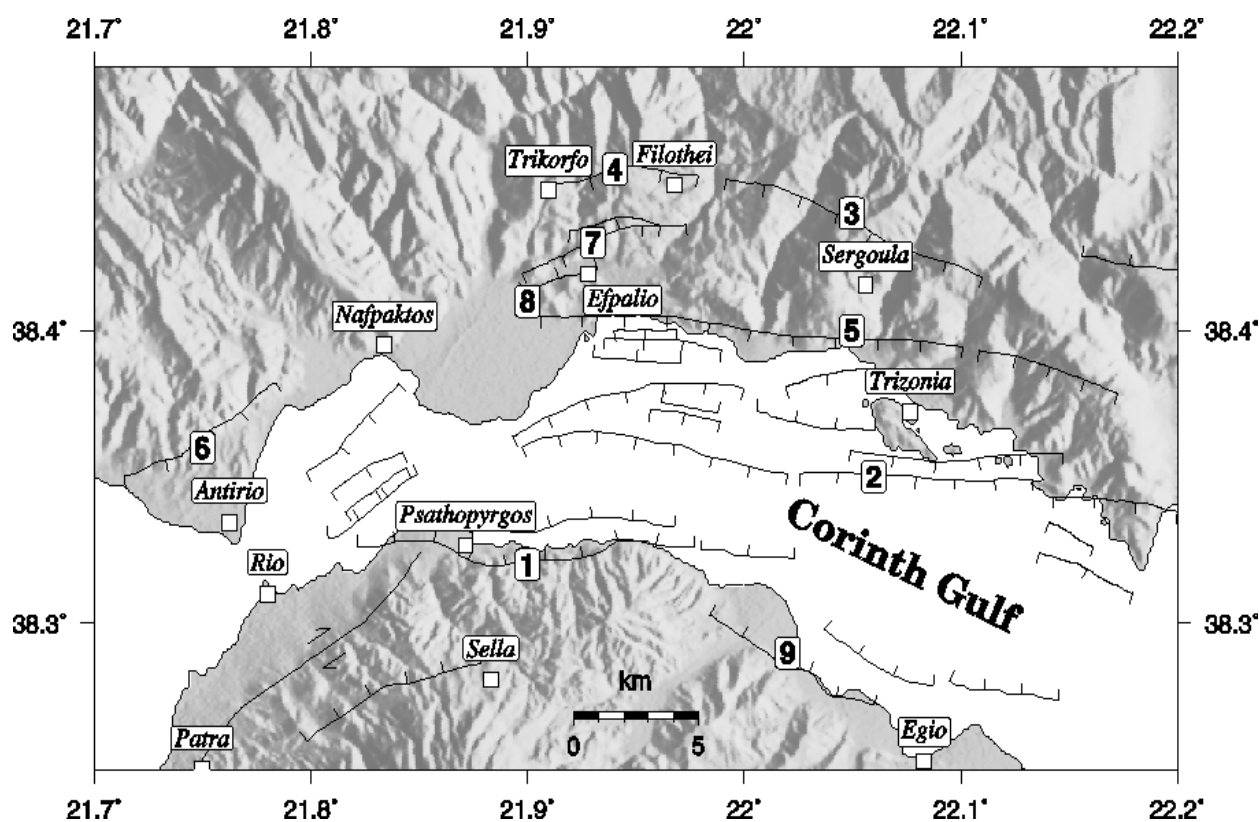 21.7° 21.8° 21.9° 22° 22.1° 22.2°
Trikorfo 4 Filothei
3
7
Sergoula
8 Efpalio
Nafpaktos
38.4° 5 38.4°
Trizonia
6
2
Antirio
Psathopyrgos
Corinth Gulf
Rio
1
38.3° 38.3°
Sella
9
km
Patra
Egio
0 5
21.7° 21.8° 21.9° 22° 22.1° 22.2°